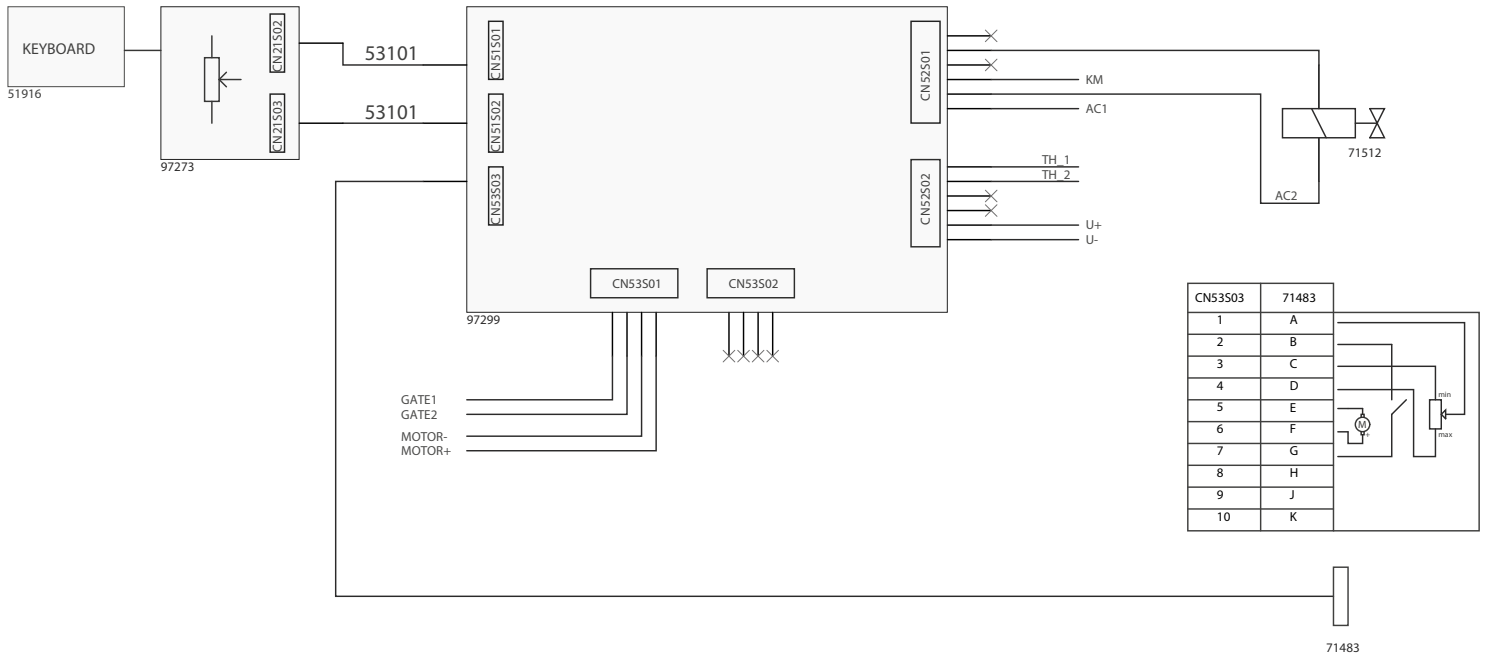 KEYBOARD
51916
CN21S02
CN21S03
97273
53101
53101
CN51S01
CN51S02
CN53S03
CN52S01
CN52S02
CN53S01
CN53S02
97299
KM
AC1
TH_1
TH_2
U+
U-
71512
AC2
GATE1
GATE2
MOTOR-
MOTOR+
CN53S03 71483
1 A
2 B
3 C
4 D
5 E
6 F
7 G
8 H
9 J
10 K
M
+
min
max
71483